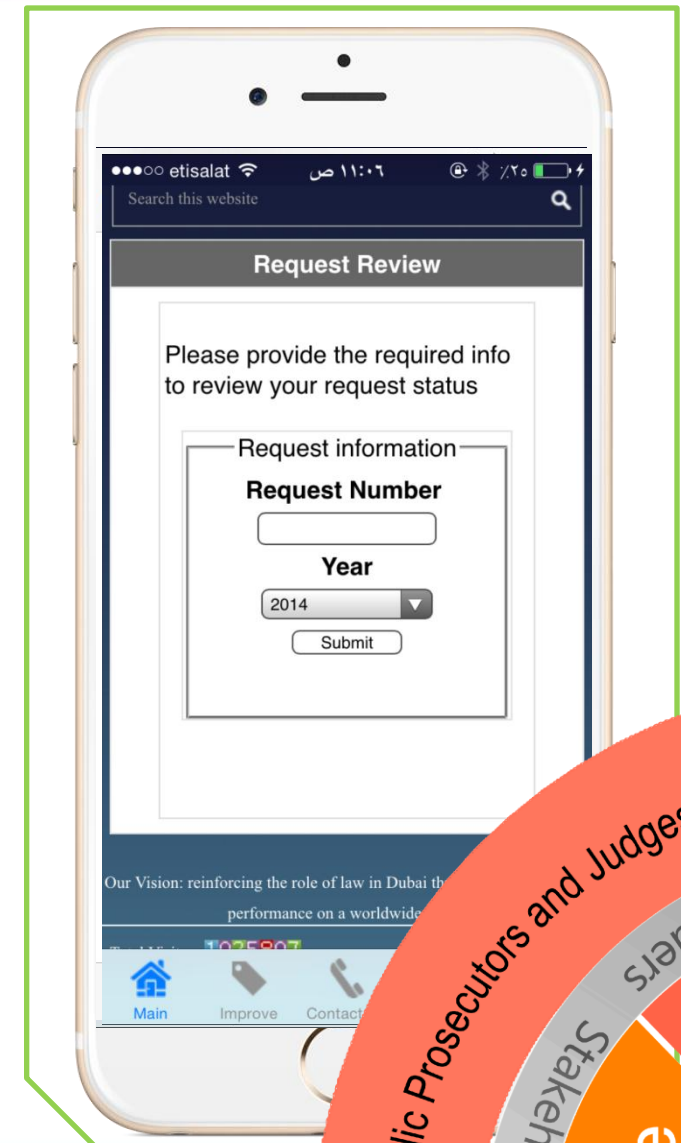 etisalat ١١:٠٦ ص ٪٢٥
Search this website
Request Review
Please provide the required info
to review your request status
Request information
Request Number
Year
2014
Submit
Our Vision: reinforcing the role of law in Dubai
performance on a worldwide
1025807
Main Improve Contact
Prosecutors and Judges